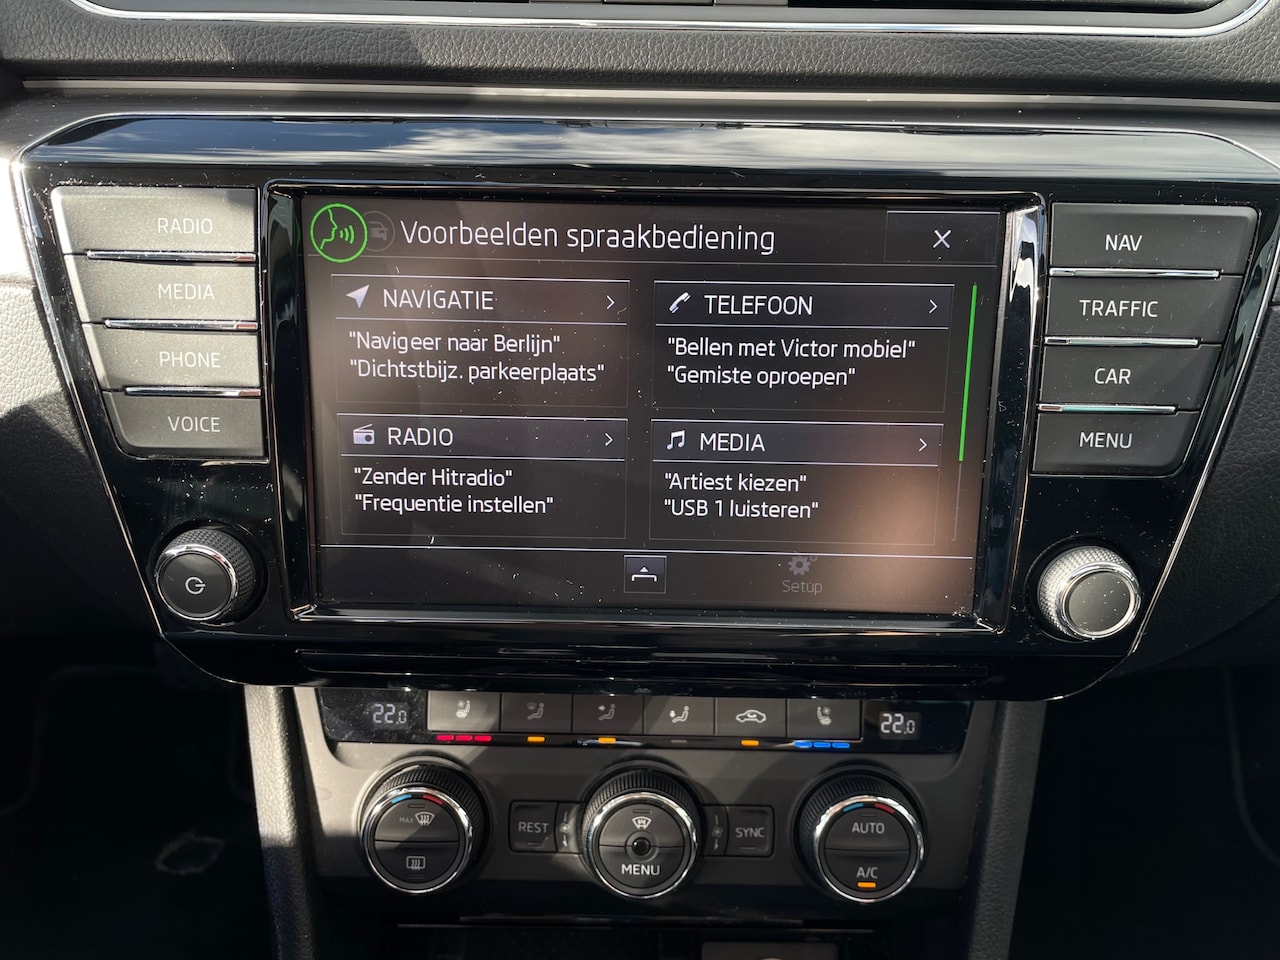 RADIO
MEDIA
PHONE
VOICE
Voorbeelden spraakbediening
X
NAVIGATIE >
"Navigeer naar Berlijn"
"Dichtstbijz. parkeerplaats"
TELEFOON >
"Bellen met Victor mobiel"
"Gemiste oproepen"
RADIO >
"Zender Hitradio"
"Frequentie instellen"
MEDIA >
"Artiest kiezen"
"USB 1 luisteren"
Setup
NAV
TRAFFIC
CAR
MENU
22.0
22.0
MAX
REST
MENU
SYNC
AUTO
A/C